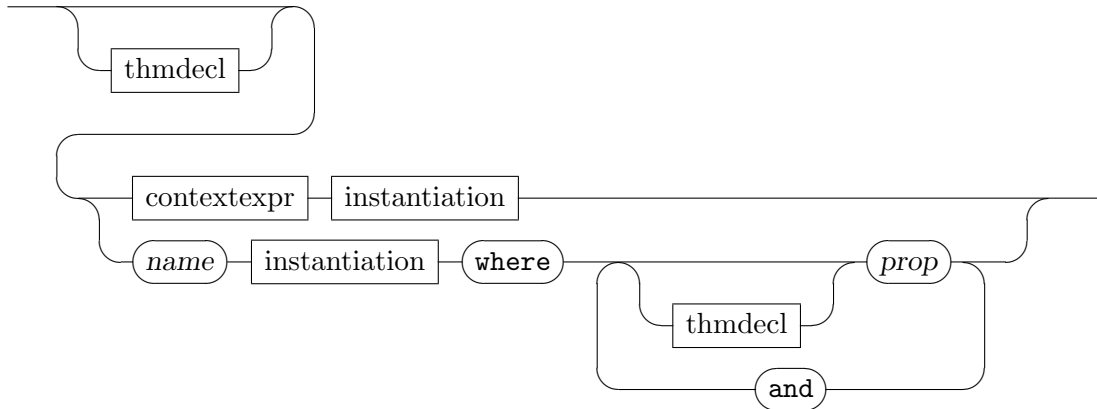 thmdecl
contextexpr instantiation
name instantiation where prop
thmdecl
and